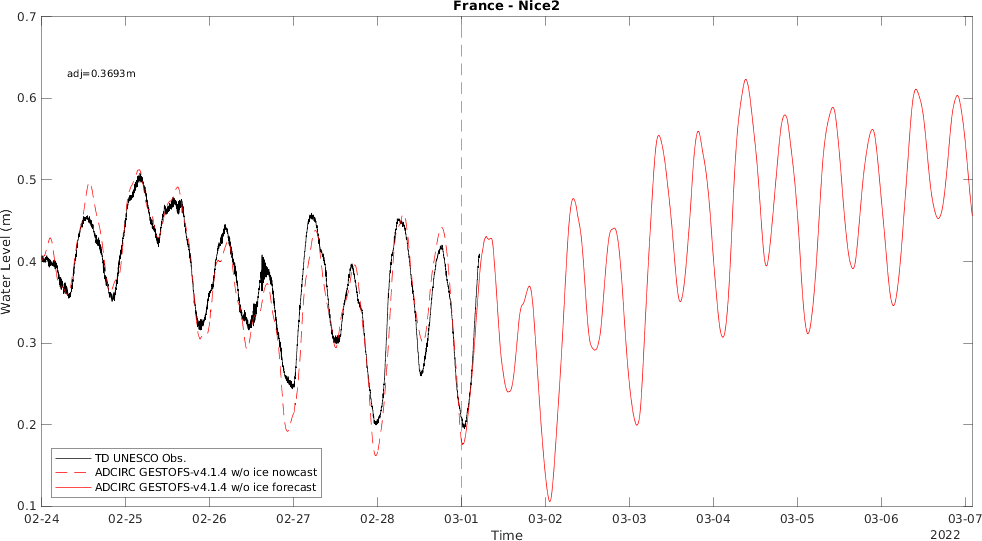 France - Nice2
0.7
adj=0.3693m
0.6
0.5
0.4
0.3
0.2
0.1
Water Level (m)
TD UNESCO Obs.
ADCIRC GESTOFS-v4.1.4 w/o ice nowcast
ADCIRC GESTOFS-v4.1.4 w/o ice forecast
02-24 02-25 02-26 02-27 02-28 03-01 03-02 03-03 03-04 03-05 03-06 03-07
Time
2022